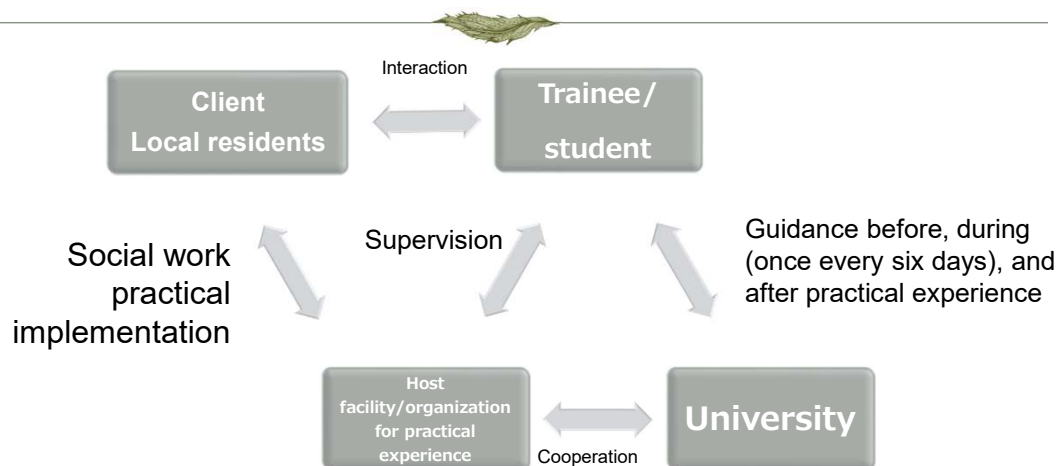 Interaction
Client
Local residents
Trainee/
student
Social work
practical
implementation
Supervision
Guidance before, during
(once every six days), and
after practical experience
Host
facility/organization
for practical
experience
University
Cooperation